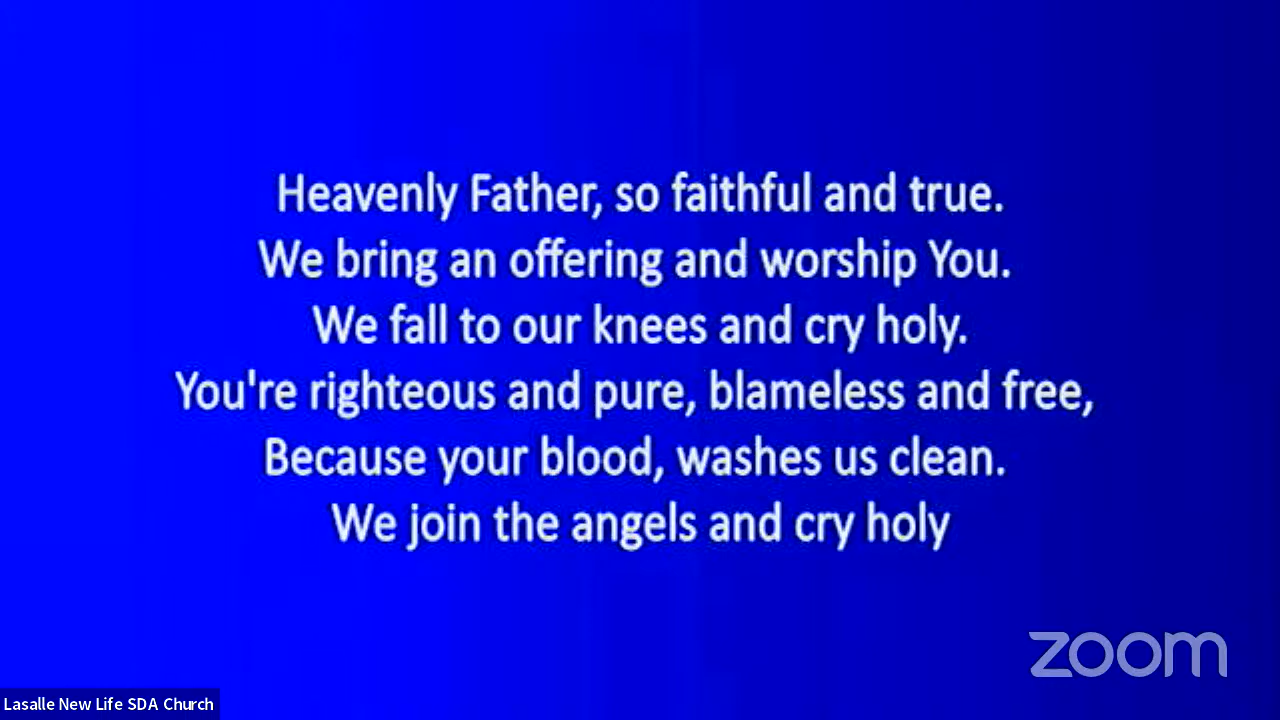 Heavenly Father, so faithful and true.
We bring an offering and worship You.
We fall to our knees and cry holy.
You're righteous and pure, blameless and free,
Because your blood, washes us clean.
We join the angels and cry holy
zoom
Lasalle New Life SDA Church